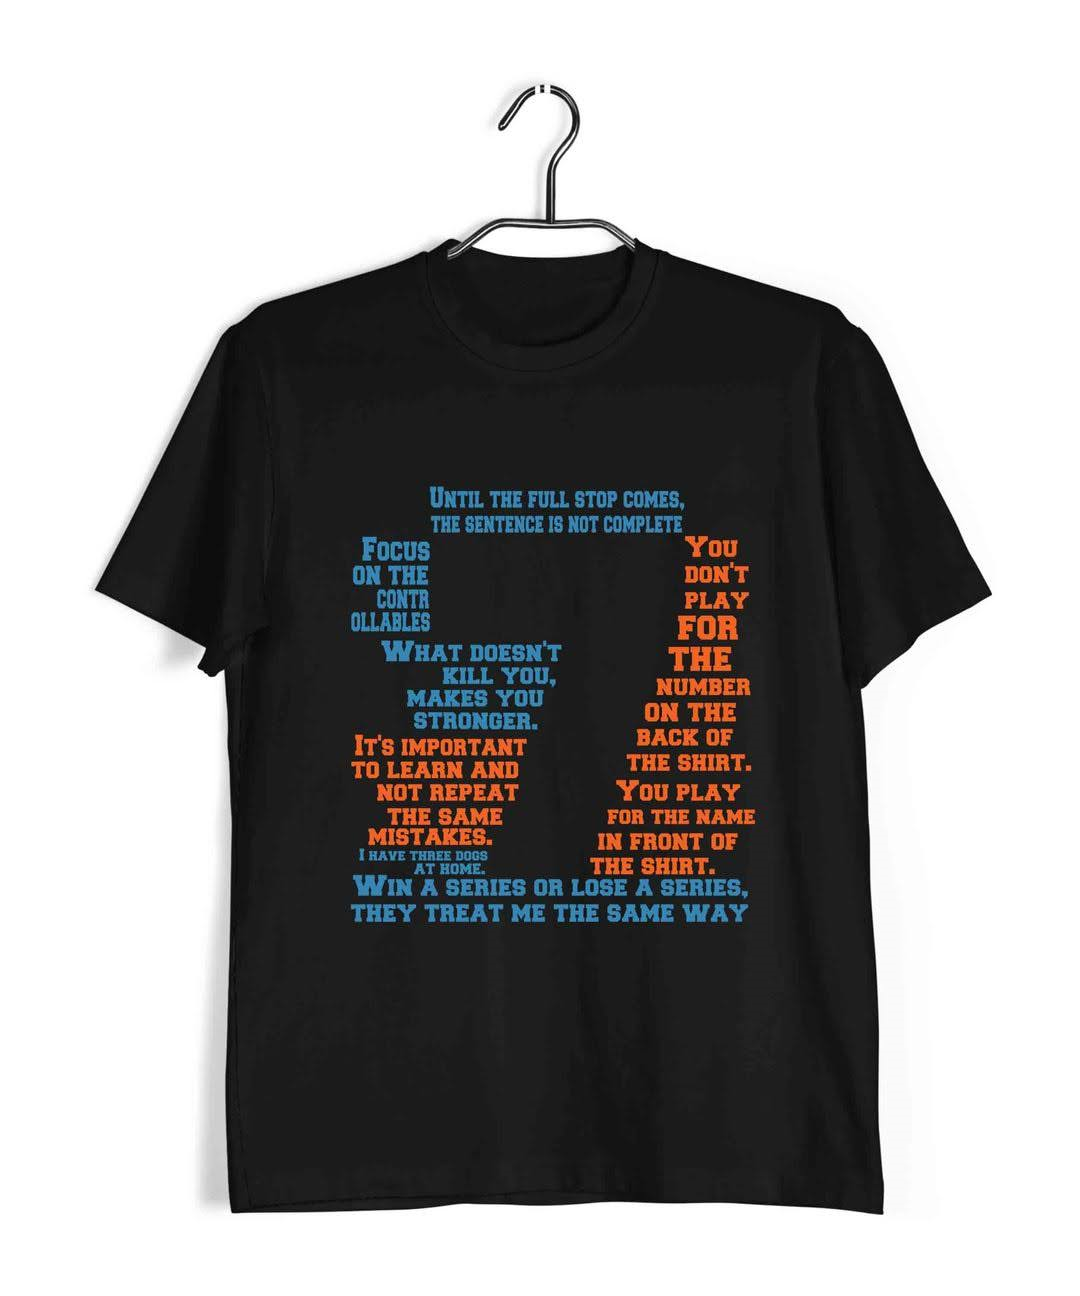 UNTIL THE FULL STOP COMES,
THE SENTENCE IS NOT COMPLETE
FOCUS
ON THE
CONTR
OLLABLES
WHAT DOESN'T
KILL YOU,
MAKES YOU
STRONGER.
IT'S IMPORTANT
TO LEARN AND
NOT REPEAT
THE SAME
MISTAKES.
I HAVE THREE DOGS
AT HOME.
YOU
DON'T
PLAY
FOR
THE
NUMBER
ON THE
BACK OF
THE SHIRT.
YOU PLAY
FOR THE NAME
IN FRONT OF
THE SHIRT.
WIN A SERIES OR LOSE A SERIES,
THEY TREAT ME THE SAME WAY